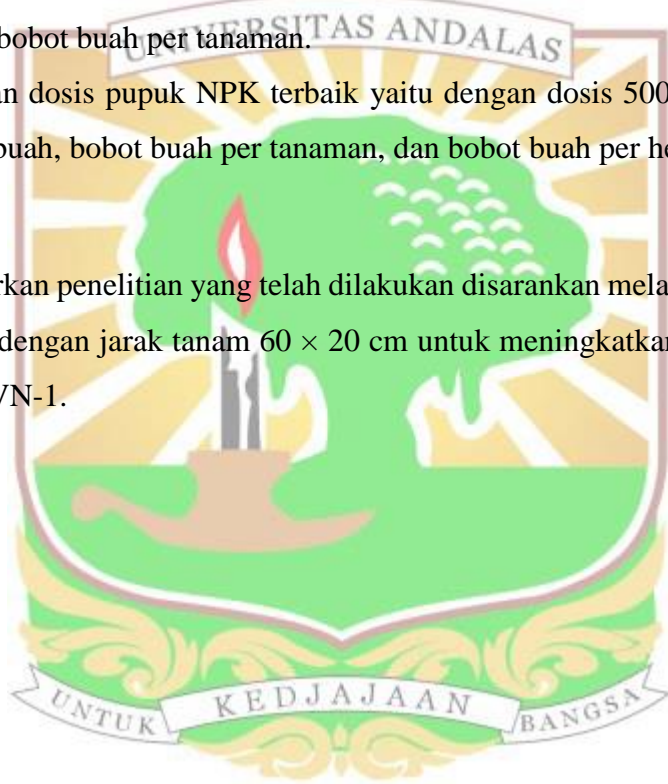 bobot buah per tanaman.
UNIVERSITAS ANDALAS
an dosis pupuk NPK terbaik yaitu dengan dosis 500
buah, bobot buah per tanaman, dan bobot buah per he
rkan penelitian yang telah dilakukan disarankan mela
dengan jarak tanam 60 × 20 cm untuk meningkatkan
VN-1.
UNTUK KEDJAJAAN BANGSA